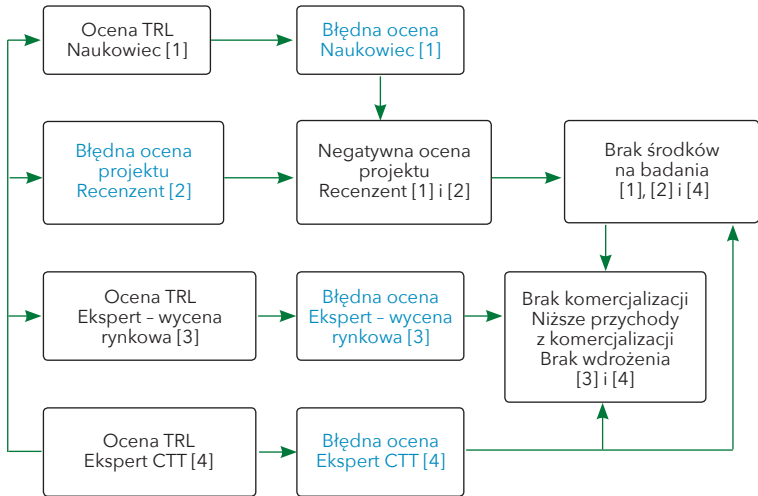 Ocena TRL
Naukowiec [1]
Błędna ocena
Naukowiec [1]
Błędna ocena
projektu
Recenzent [2]
Negatywna ocena
projektu
Recenzent [1] i [2]
Brak środków
na badania
[1], [2] i [4]
Ocena TRL
Ekspert – wycena
rynkowa [3]
Błędna ocena
Ekspert – wycena
rynkowa [3]
Brak komercjalizacji
Niższe przychody
z komercjalizacji
Brak wdrożenia
[3] i [4]
Ocena TRL
Ekspert CTT [4]
Błędna ocena
Ekspert CTT [4]